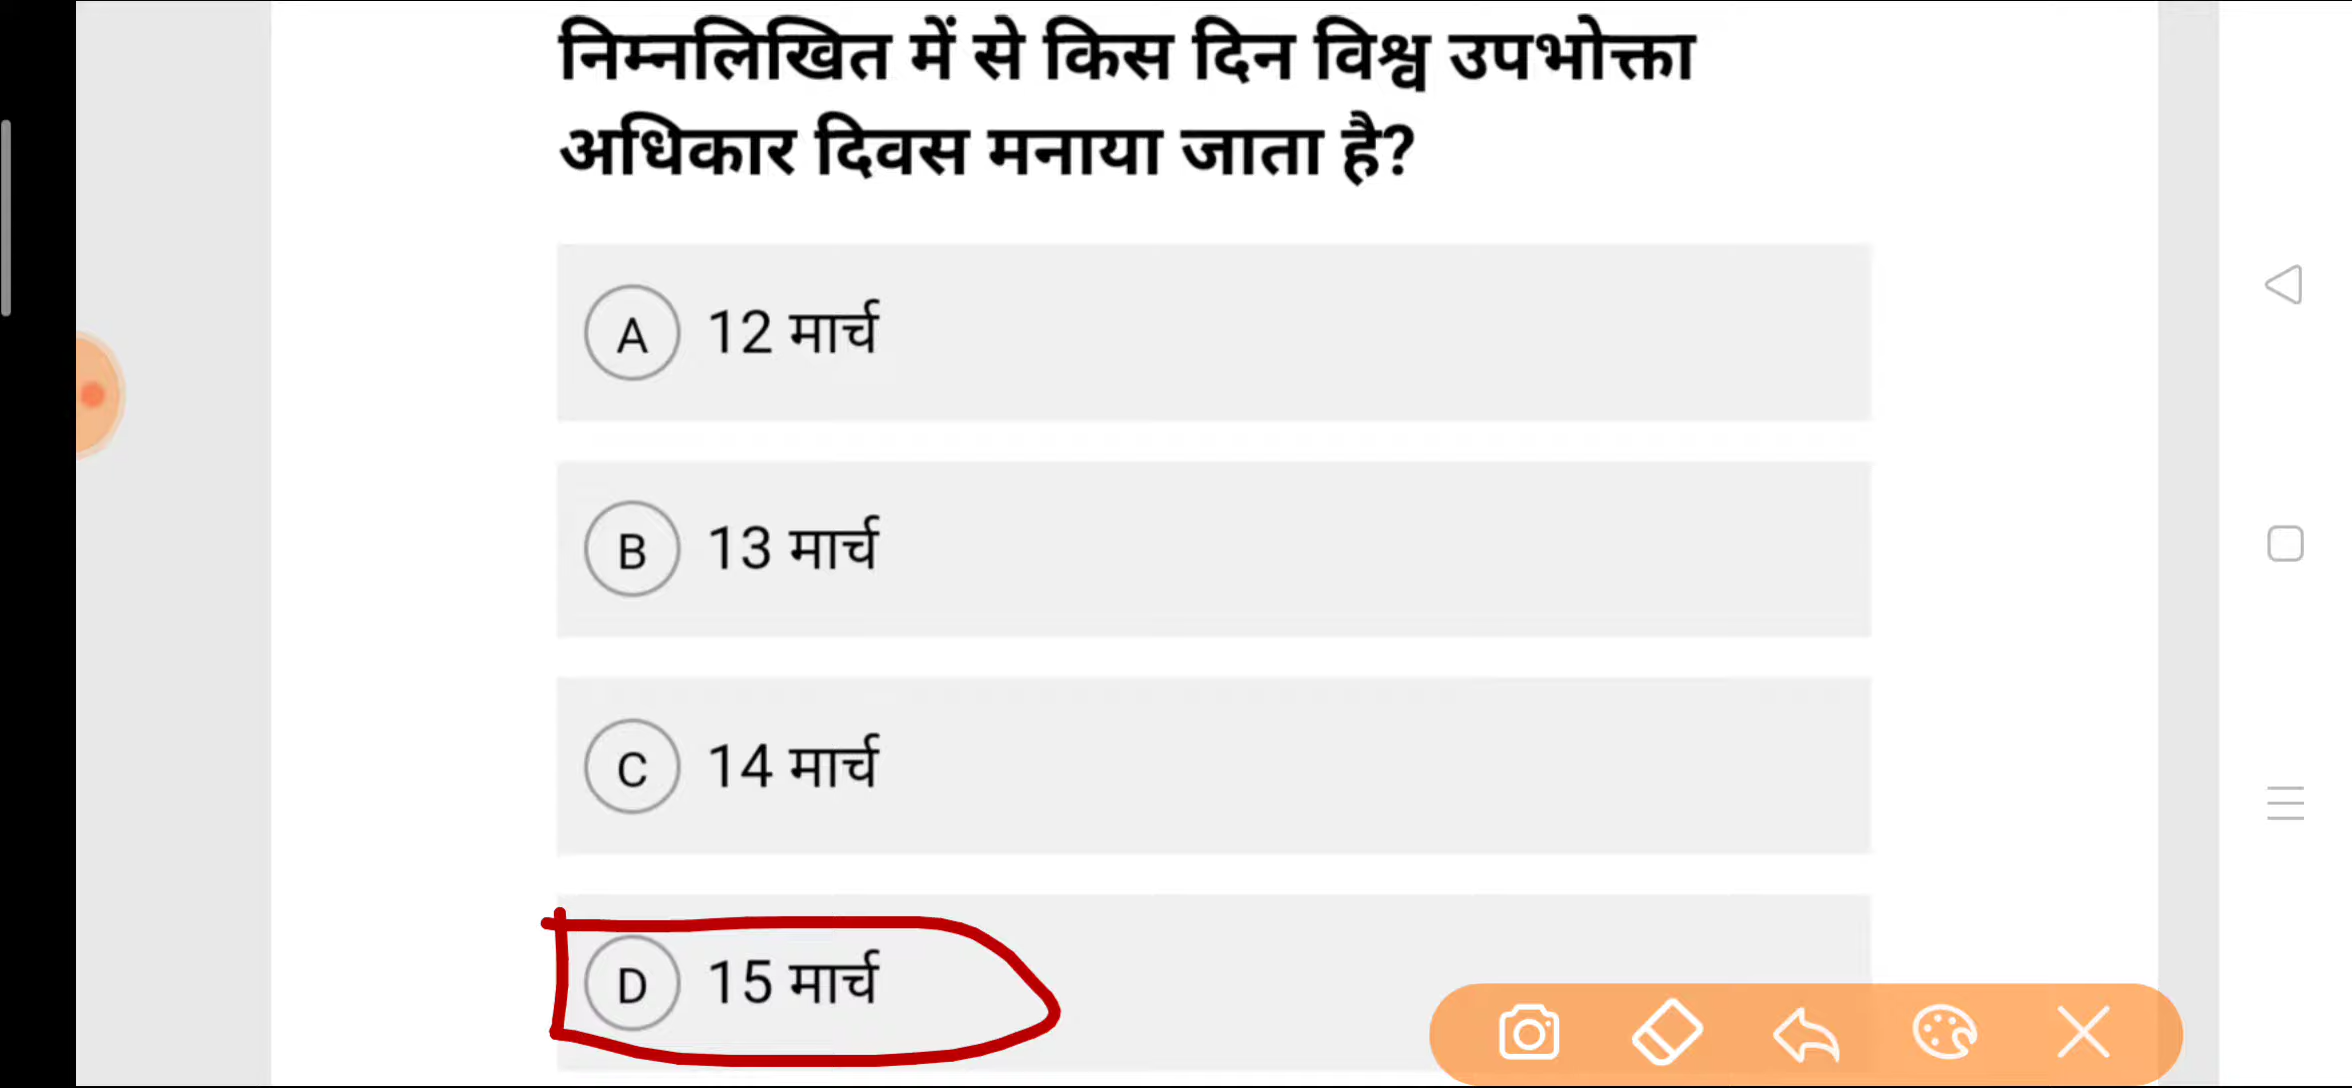 निम्नलिखित में से किस दिन विश्व उपभोक्ता
अधिकार दिवस मनाया जाता है?
A 12 मार्च
B 13 मार्च
C 14 मार्च
D 15 मार्च